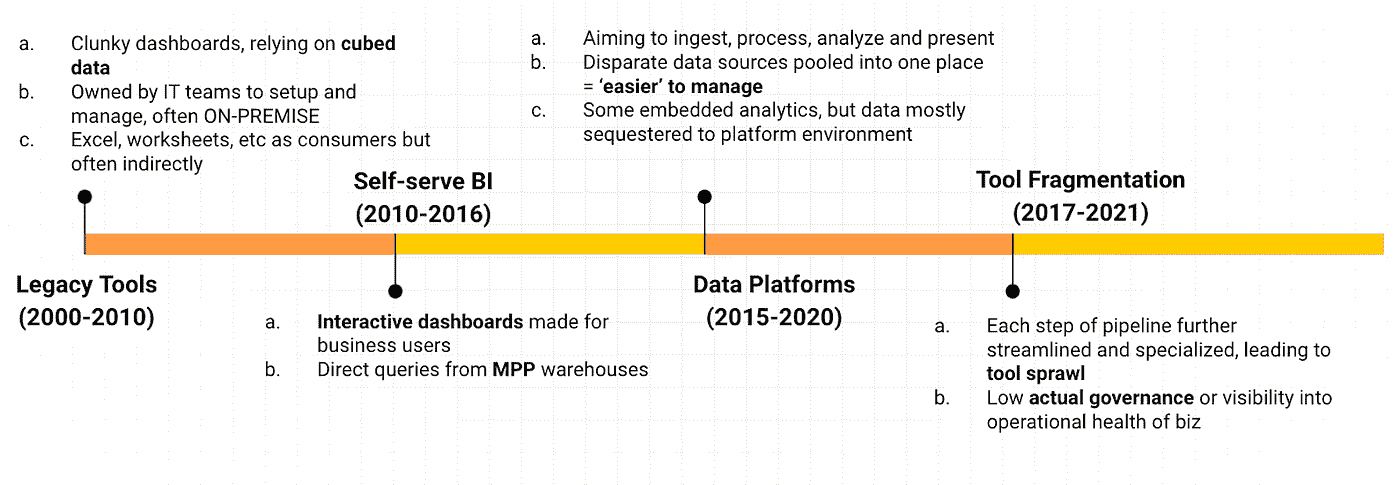 a. Clunky dashboards, relying on cubed
data
b. Owned by IT teams to setup and
manage, often ON-PREMISE
c. Excel, worksheets, etc as consumers but
often indirectly
Legacy Tools
(2000-2010)
Self-serve BI
(2010-2016)
a. Interactive dashboards made for
business users
b. Direct queries from MPP warehouses
a. Aiming to ingest, process, analyze and present
b. Disparate data sources pooled into one place
= ‘easier’ to manage
c. Some embedded analytics, but data mostly
sequestered to platform environment
Data Platforms
(2015-2020)
Tool Fragmentation
(2017-2021)
a. Each step of pipeline further
streamlined and specialized, leading to
tool sprawl
b. Low actual governance or visibility into
operational health of biz